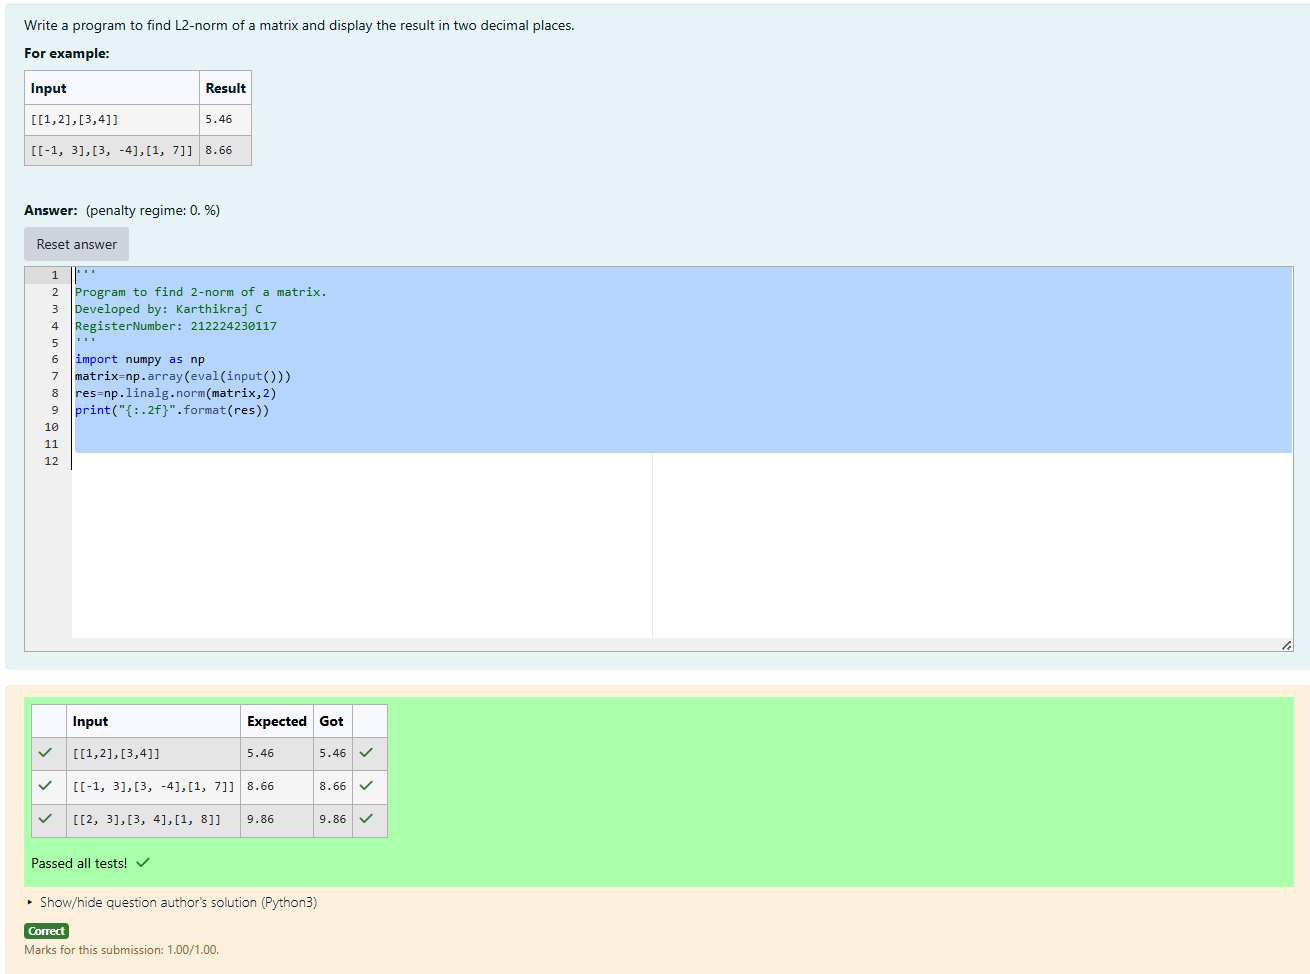 Write a program to find L2-norm of a matrix and display the result in two decimal places.
For example:
Input Result
[[1,2],[3,4]] 5.46
[[-1, 3],[3, -4],[1, 7]] 8.66
Answer: (penalty regime: 0. %)
Reset answer
1 '''
2 Program to find 2-norm of a matrix.
3 Developed by: Karthikraj C
4 RegisterNumber: 212224230117
5 '''
6 import numpy as np
7 matrix=np.array(eval(input()))
8 res=np.linalg.norm(matrix,2)
9 print("{:.2f}".format(res))
10
11
12
Input Expected Got
[[1,2],[3,4]] 5.46 5.46
[[-1, 3],[3, -4],[1, 7]] 8.66 8.66
[[2, 3],[3, 4],[1, 8]] 9.86 9.86
Passed all tests!
Show/hide question author's solution (Python3)
Correct
Marks for this submission: 1.00/1.00.